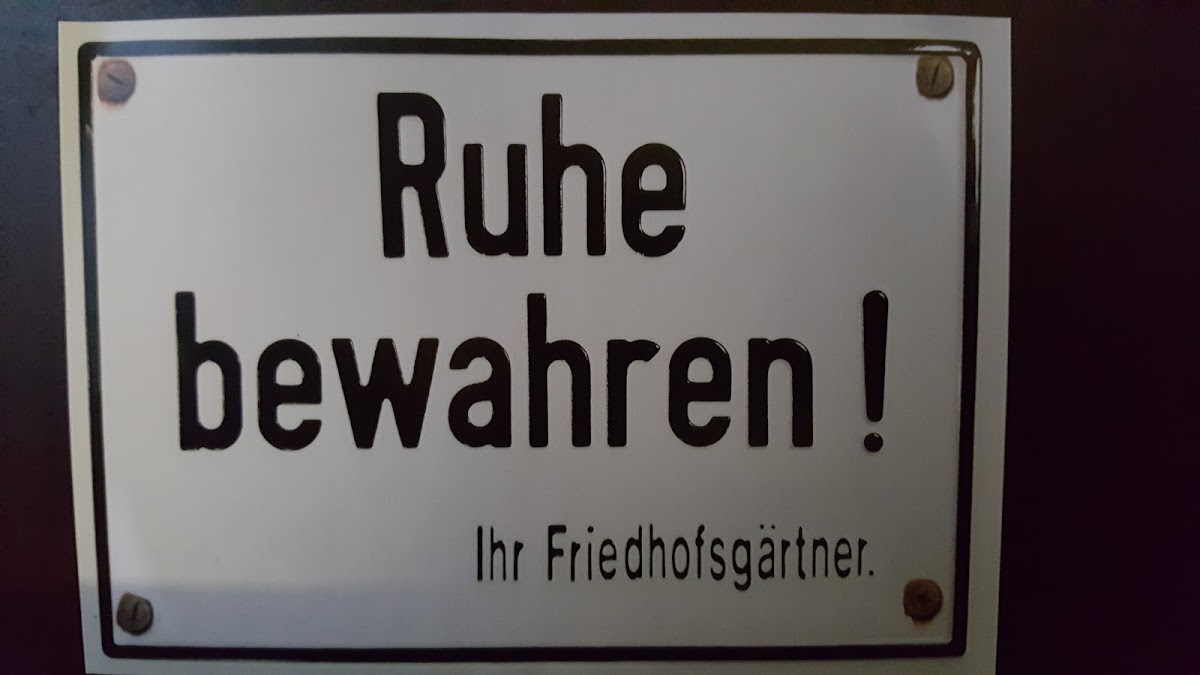 Ruhe
bewahren !
Ihr Friedhofsgärtner.